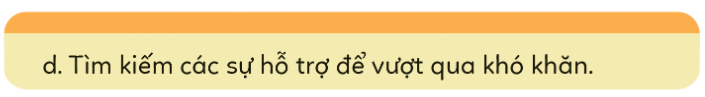 d. Tìm kiếm các sự hỗ trợ để vượt qua khó khăn.